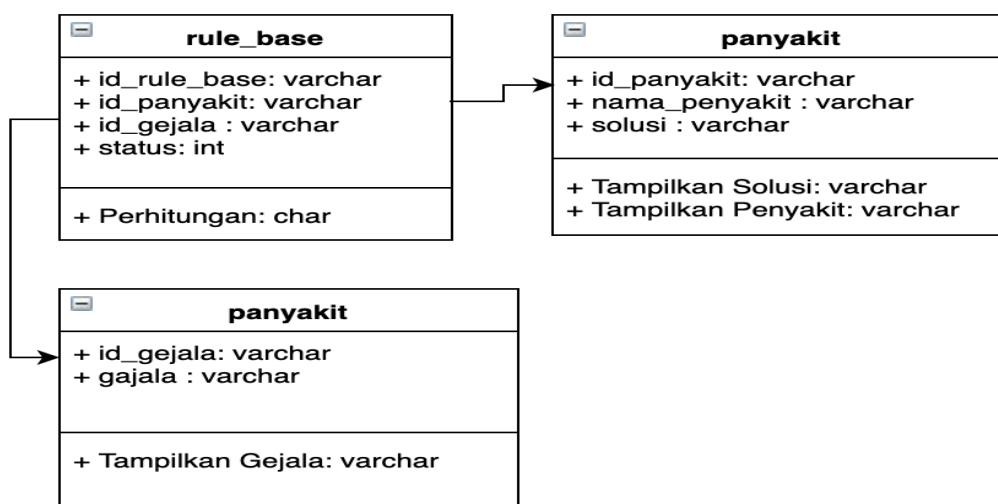 rule_base
+ id_rule_base: varchar
+ id_panyakit: varchar
+ id_gejala : varchar
+ status: int
+ Perhitungan: char
panyakit
+ id_panyakit: varchar
+ nama_penyakit : varchar
+ solusi : varchar
+ Tampilkan Solusi: varchar
+ Tampilkan Penyakit: varchar
panyakit
+ id_gejala: varchar
+ gajala : varchar
+ Tampilkan Gejala: varchar